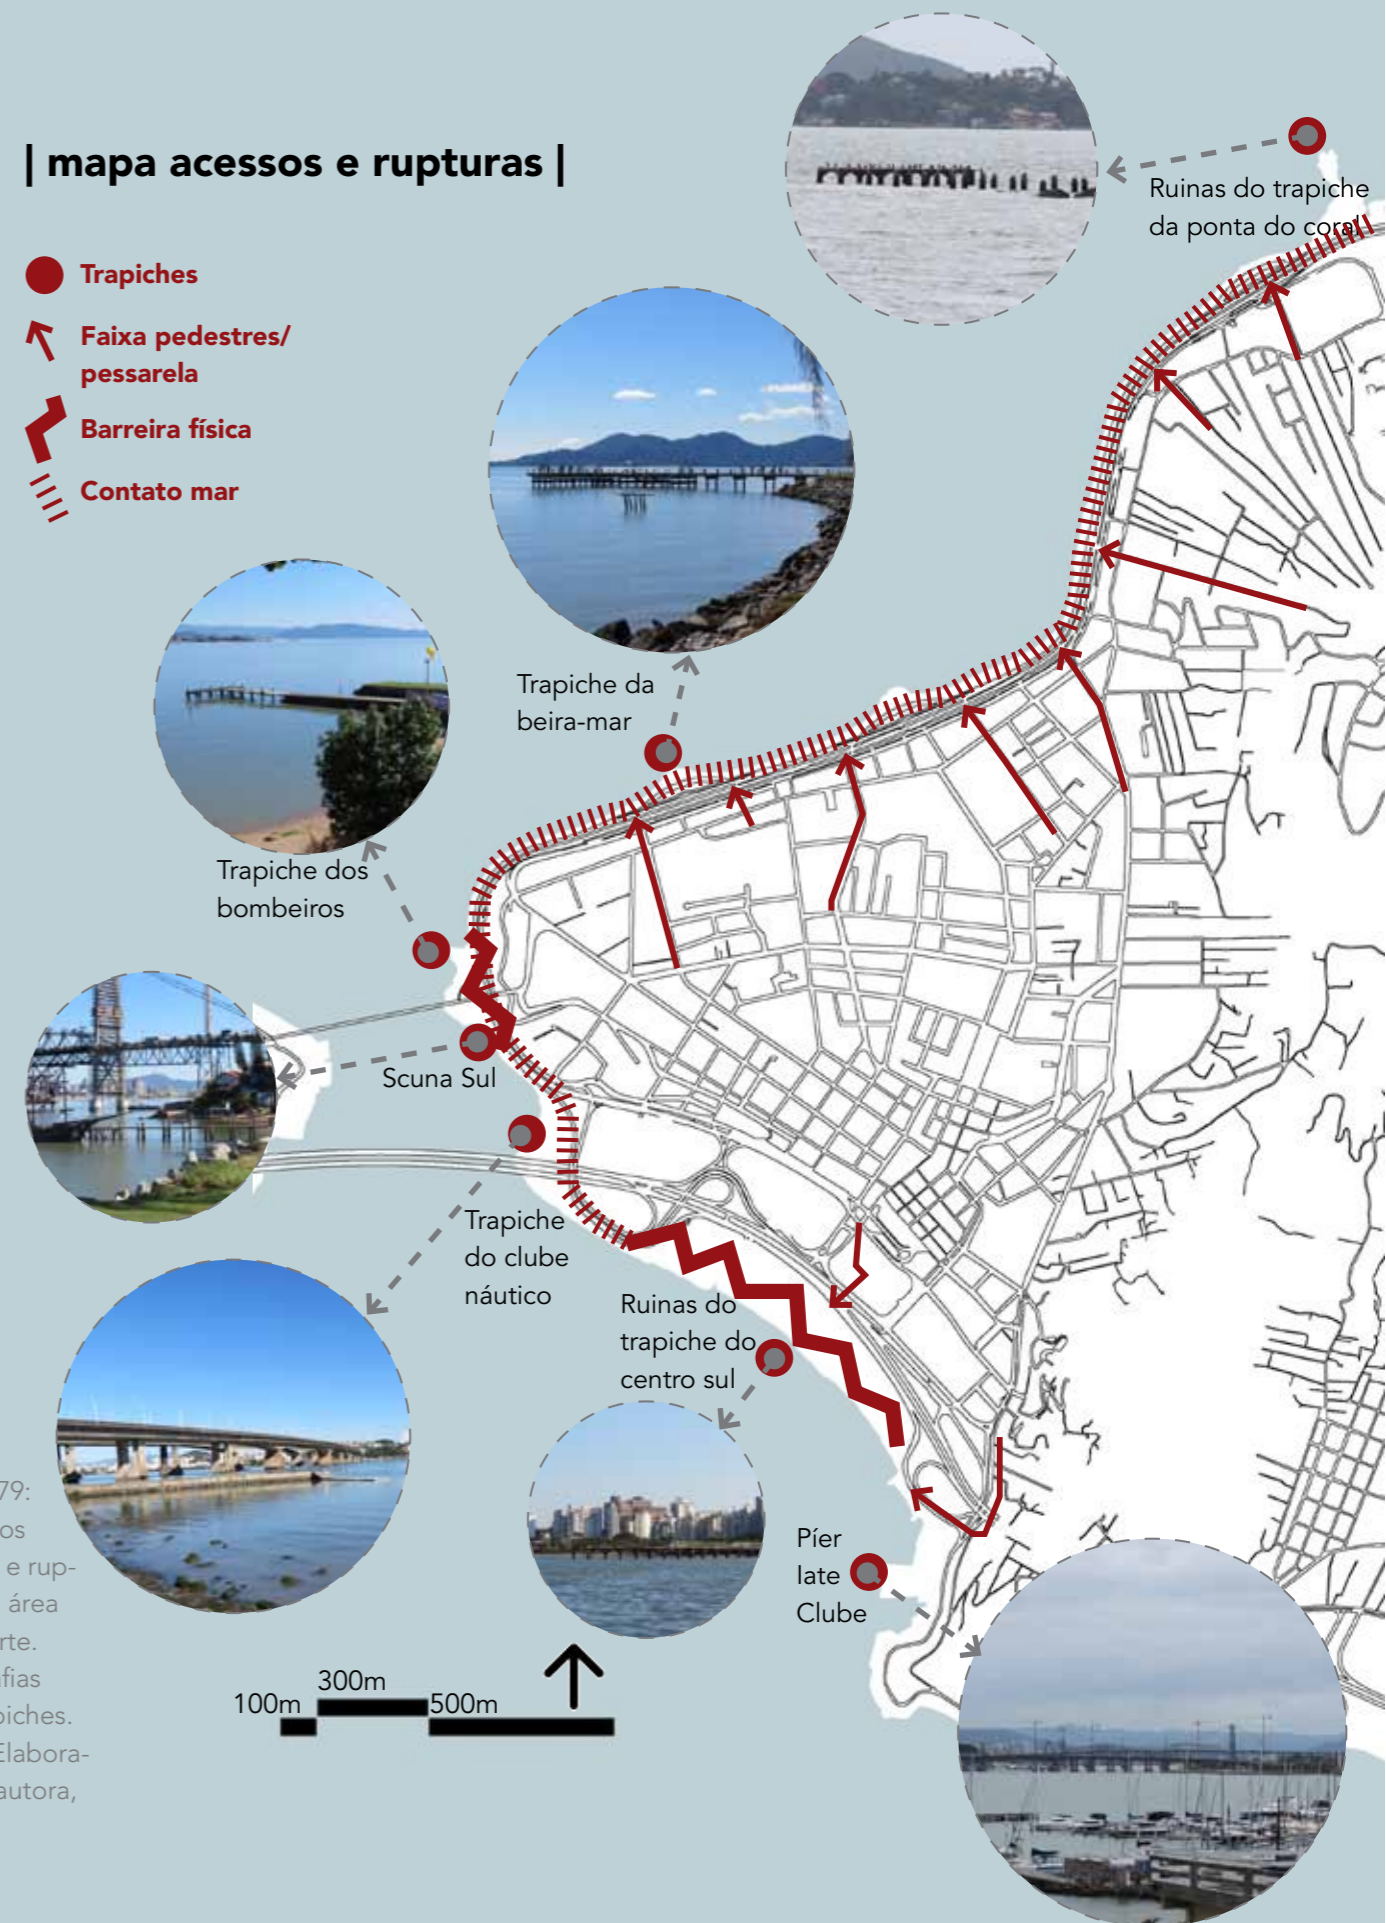 | mapa acessos e rupturas |
Trapiches
Faixa pedestres/
pessarela
Barreira física
Contato mar
Ruinas do trapiche
da ponta do coral
Trapiche da
beira-mar
Trapiche dos
bombeiros
Scuna Sul
Trapiche
do clube
náutico
Ruinas do
trapiche do
centro sul
Píer
Iate
Clube
79:
os
e rup-
área
rte.
fias
iches.
Elabora-
autora,
100m
300m
500m